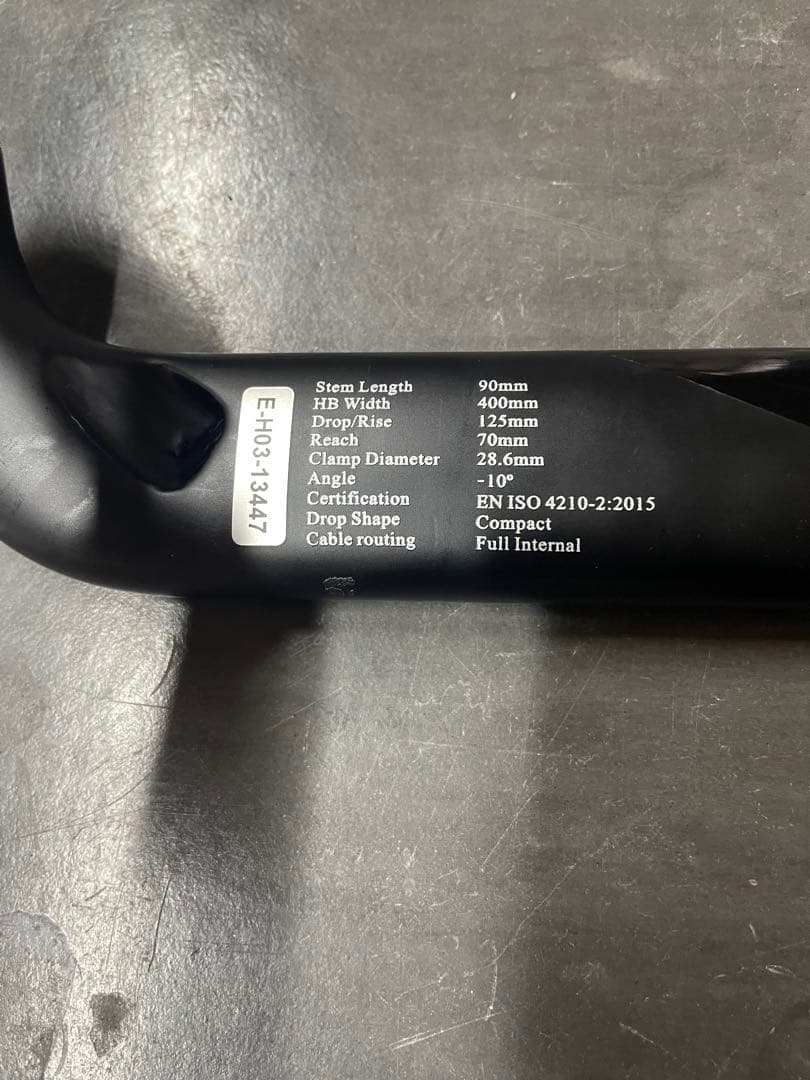 E-H03-13447
Stem Length 90mm
HB Width 400mm
Drop/Rise 125mm
Reach 70mm
Clamp Diameter 28.6mm
Angle -10°
Certification EN ISO 4210-2:2015
Drop Shape Compact
Cable routing Full Internal